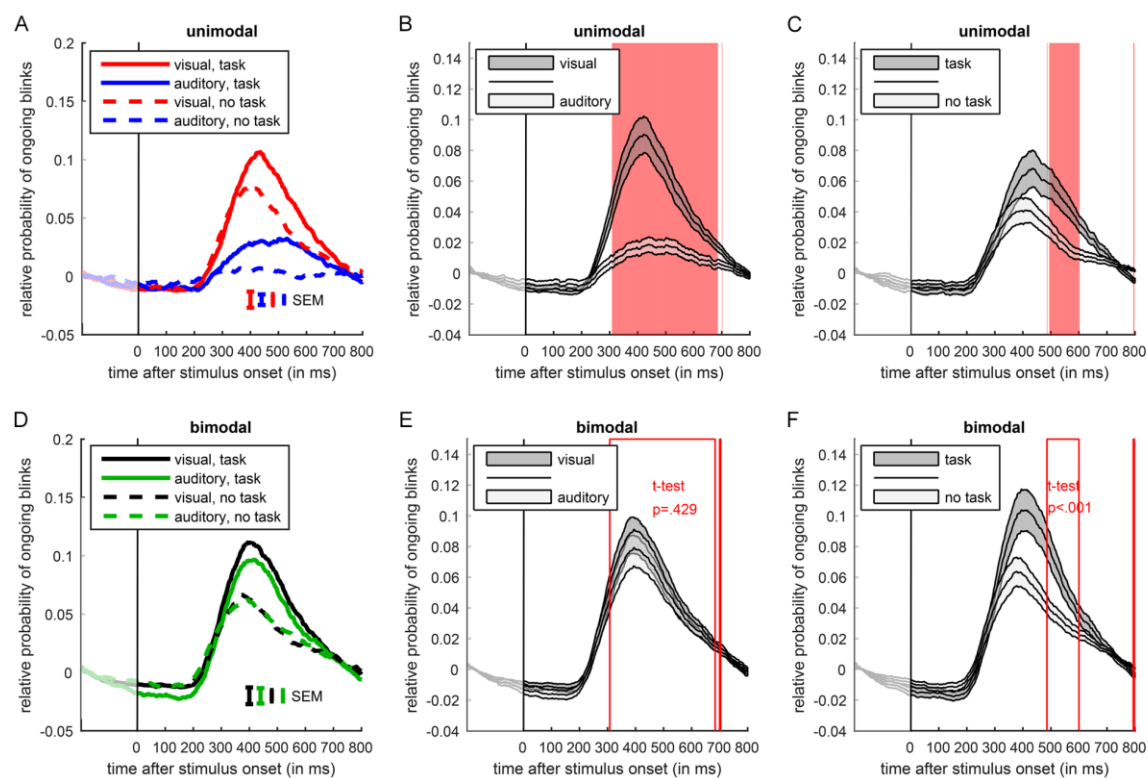 A
unimodal
relative probability of ongoing blinks
0.2
0.15
0.1
0.05
0
-0.05
visual, task
auditory, task
visual, no task
auditory, no task
SEM
0 100 200 300 400 500 600 700 800
time after stimulus onset (in ms)
B
unimodal
relative probability of ongoing blinks
0.14
0.12
0.1
0.08
0.06
0.04
0.02
0
-0.02
-0.04
visual
auditory
0 100 200 300 400 500 600 700 800
time after stimulus onset (in ms)
C
unimodal
relative probability of ongoing blinks
0.14
0.12
0.1
0.08
0.06
0.04
0.02
0
-0.02
-0.04
task
no task
0 100 200 300 400 500 600 700 800
time after stimulus onset (in ms)
D
bimodal
relative probability of ongoing blinks
0.2
0.15
0.1
0.05
0
-0.05
visual, task
auditory, task
visual, no task
auditory, no task
SEM
0 100 200 300 400 500 600 700 800
time after stimulus onset (in ms)
E
bimodal
relative probability of ongoing blinks
0.14
0.12
0.1
0.08
0.06
0.04
0.02
0
-0.02
-0.04
visual
auditory
t-test
p=.429
0 100 200 300 400 500 600 700 800
time after stimulus onset (in ms)
F
bimodal
relative probability of ongoing blinks
0.14
0.12
0.1
0.08
0.06
0.04
0.02
0
-0.02
-0.04
task
no task
t-test
p<.001
0 100 200 300 400 500 600 700 800
time after stimulus onset (in ms)